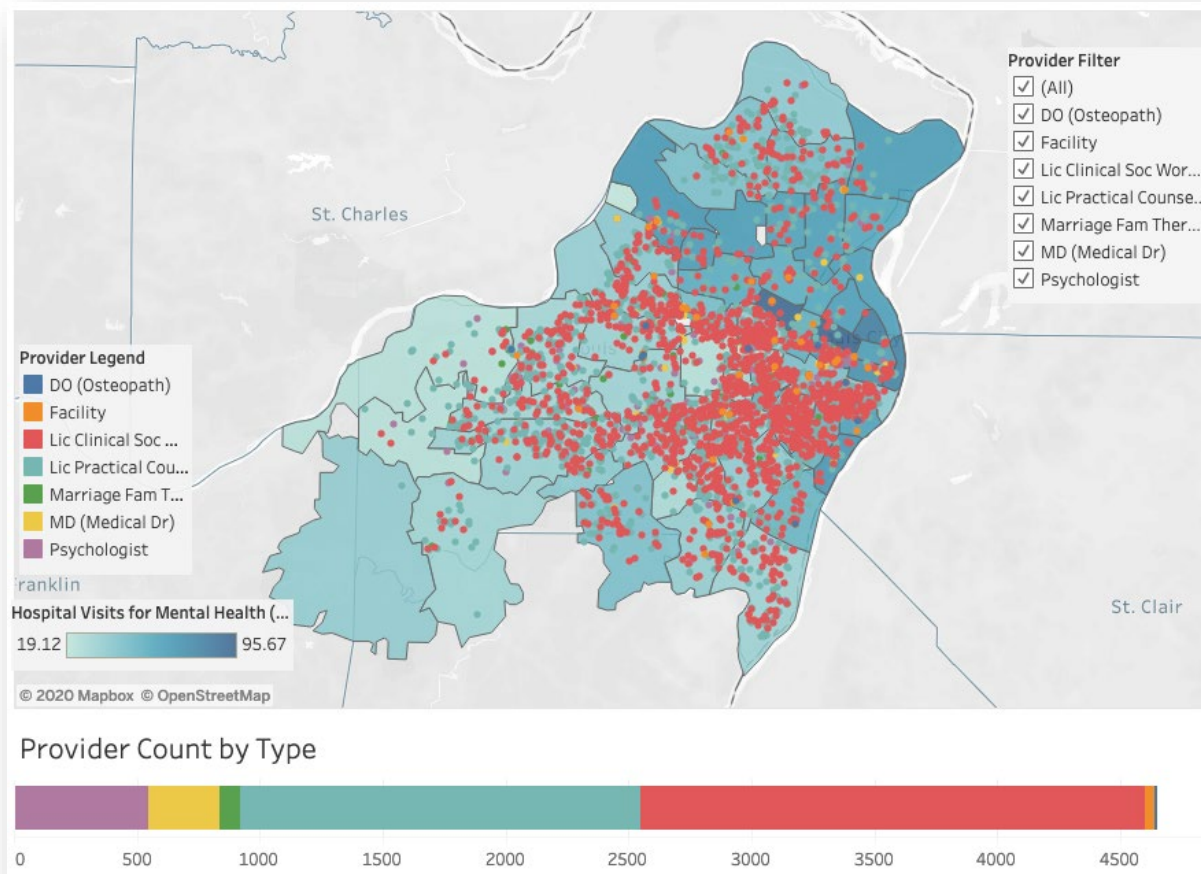 St. Charles
Provider Filter
(All)
DO (Osteopath)
Facility
Lic Clinical Soc Wor...
Lic Practical Counse...
Marriage Fam Ther...
MD (Medical Dr)
Psychologist
Provider Legend
DO (Osteopath)
Facility
Lic Clinical Soc ...
Lic Practical Cou...
Marriage Fam T...
MD (Medical Dr)
Psychologist
ranklin
Hospital Visits for Mental Health (...
19.12 95.67
St. Clair
© 2020 Mapbox © OpenStreetMap
Provider Count by Type
0 500 1000 1500 2000 2500 3000 3500 4000 4500